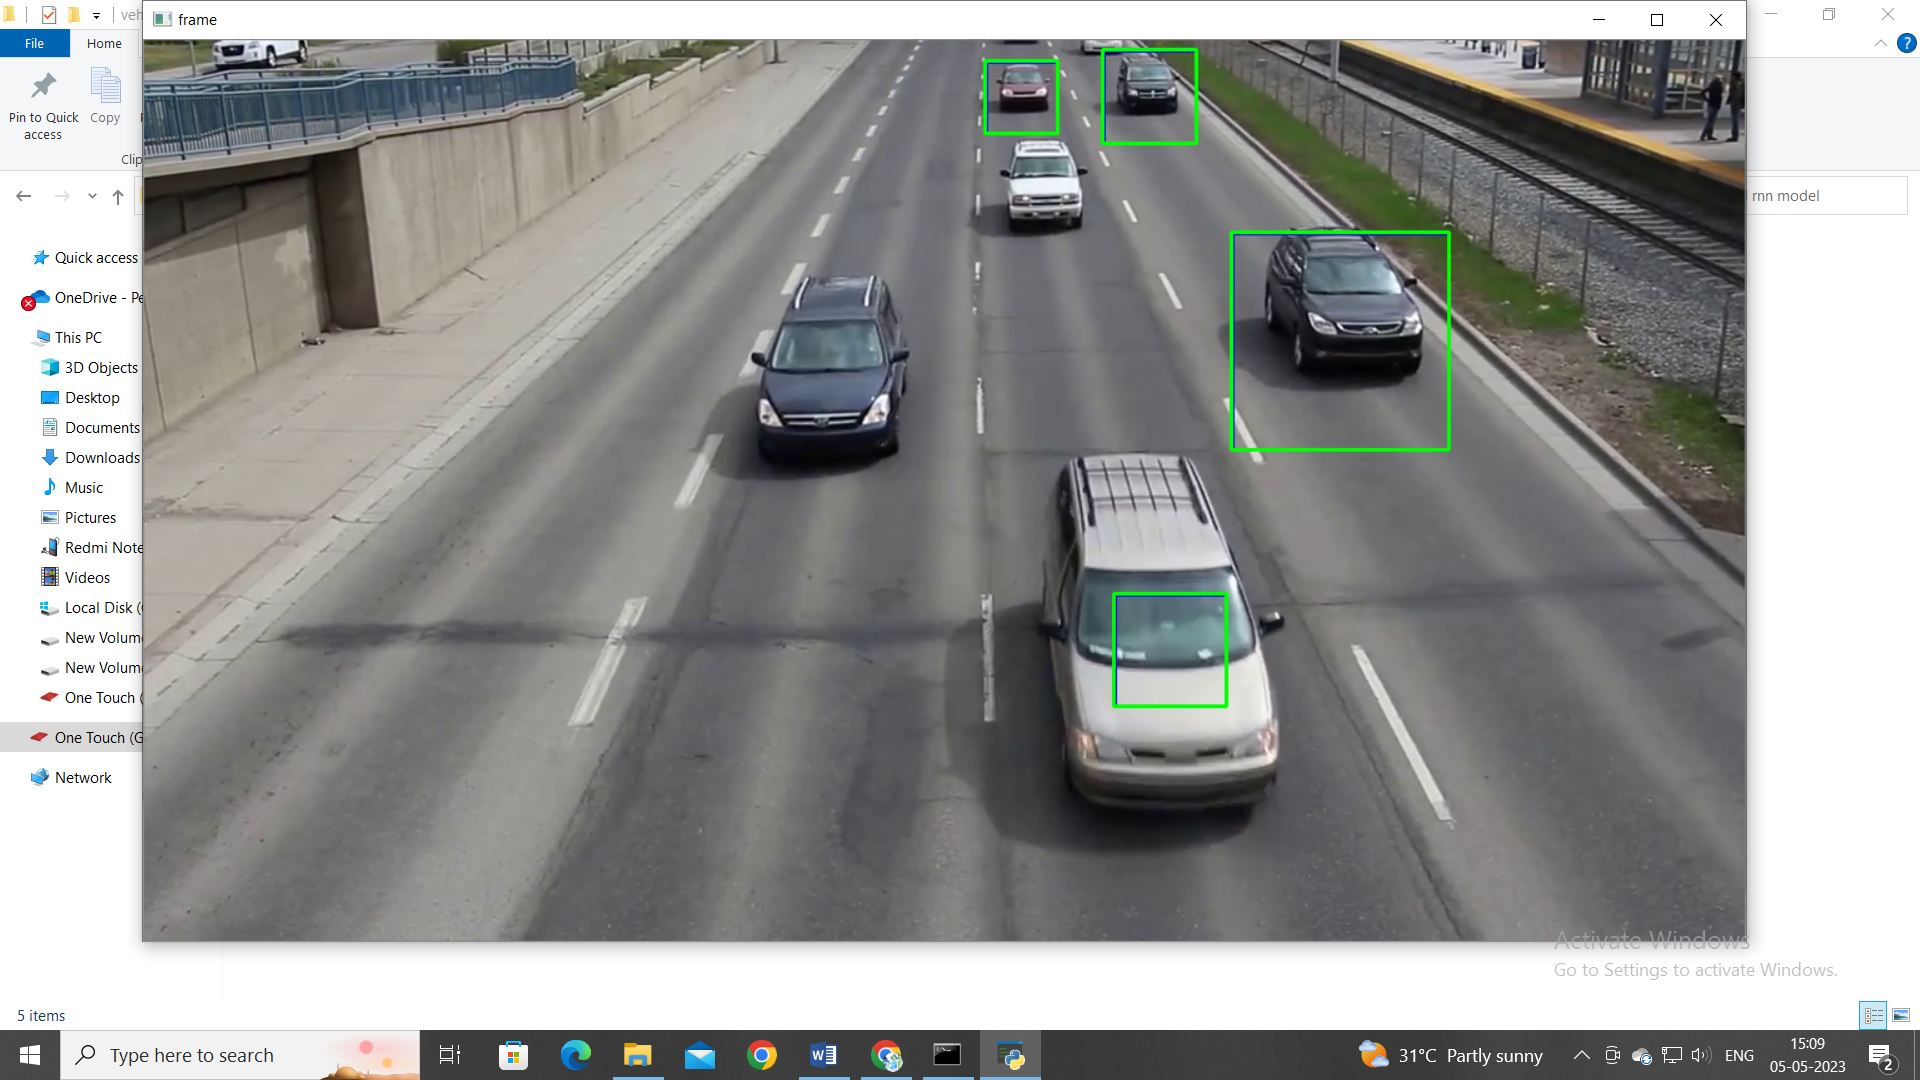 veh
frame
File
Home
?
Pin to Quick
access
Copy
Clip
rnn model
Quick access
OneDrive - Pe
This PC
3D Objects
Desktop
Documents
Downloads
Music
Pictures
Redmi Note
Videos
Local Disk (
New Volum
New Volum
One Touch (
One Touch (G
Network
Activate Windows
Go to Settings to activate Windows.
5 items
Type here to search
31°C Partly sunny
ENG
15:09
05-05-2023
2